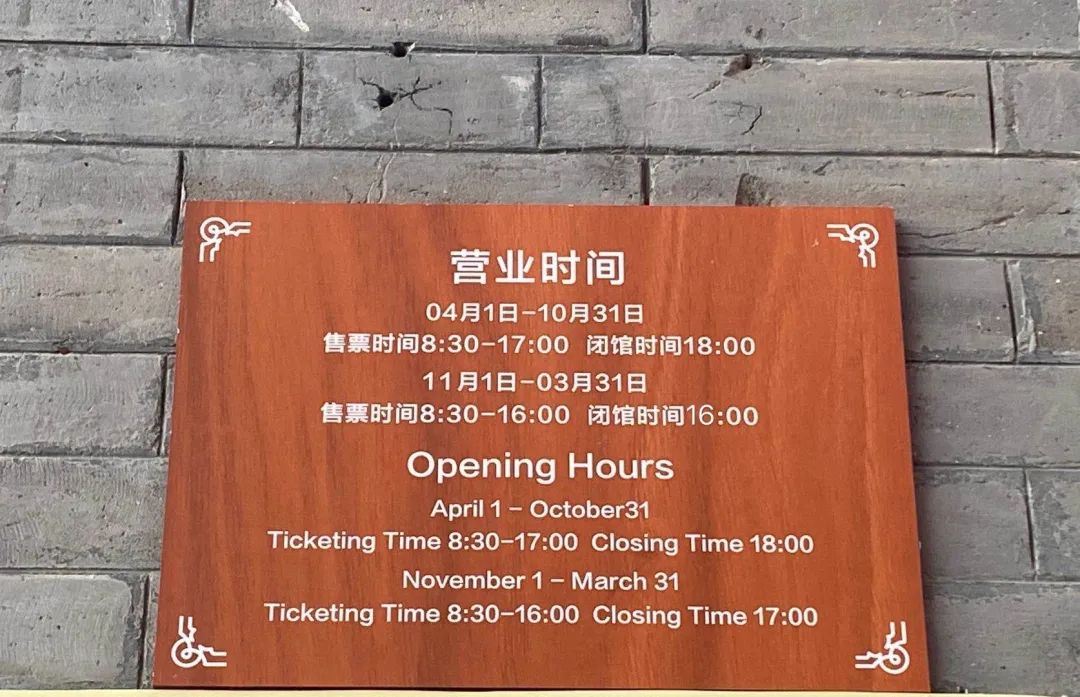 营业时间
04月1日-10月31日
售票时间8:30-17:00 闭馆时间18:00
11月1日-03月31日
售票时间8:30-16:00 闭馆时间16:00
Opening Hours
April 1 - October31
Ticketing Time 8:30-17:00 Closing Time 18:00
November 1 - March 31
Ticketing Time 8:30-16:00 Closing Time 17:00